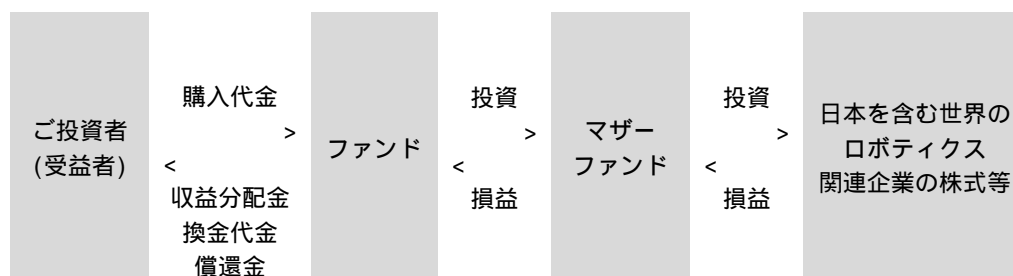 ご投資者
(受益者)
購入代金
>
<
収益分配金
換金代金
償還金
ファンド
投資
>
<
損益
マザー
ファンド
投資
>
<
損益
日本を含む世界の
ロボティクス
関連企業の株式等